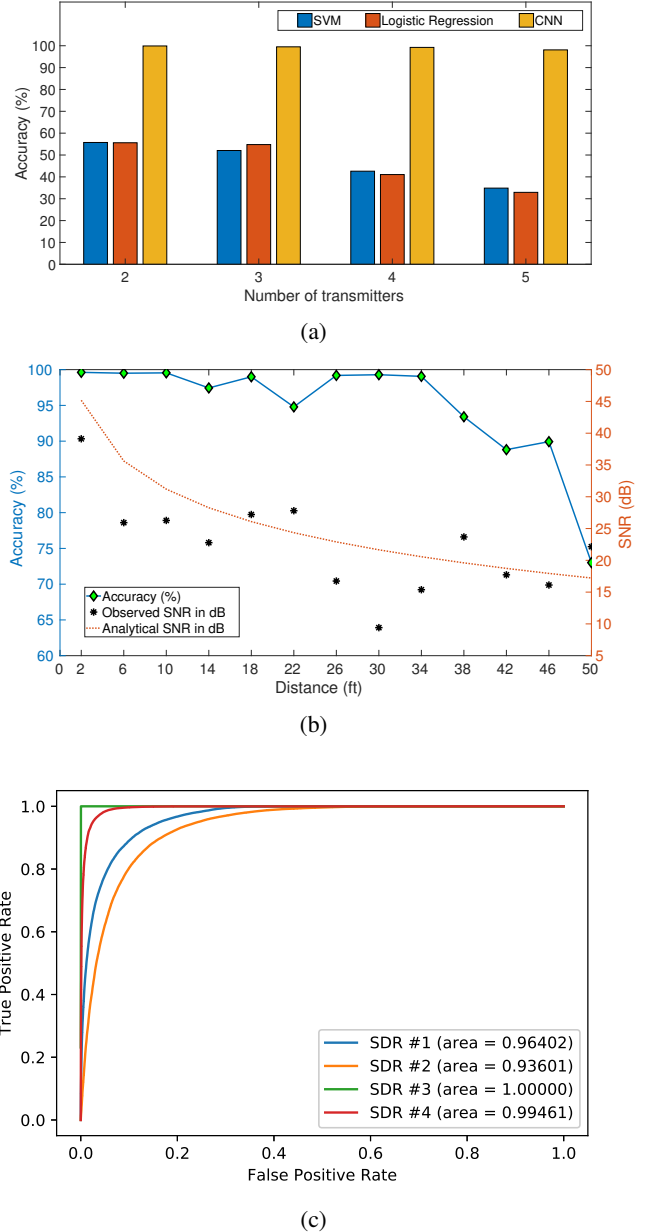 SVM Logistic Regression CNN
100
90
80
70
60
50
40
30
20
10
0
Accuracy (%)
2 3 4 5
Number of transmitters
(a)
100
95
90
85
80
75
70
65
60
Accuracy (%)
50
45
40
35
30
25
20
15
10
5
SNR (dB)
Accuracy (%)
Observed SNR in dB
Analytical SNR in dB
0 2 6 10 14 18 22 26 30 34 38 42 46 50
Distance (ft)
(b)
1.0
0.8
0.6
0.4
0.2
0.0
True Positive Rate
SDR #1 (area = 0.96402)
SDR #2 (area = 0.93601)
SDR #3 (area = 1.00000)
SDR #4 (area = 0.99461)
0.0 0.2 0.4 0.6 0.8 1.0
False Positive Rate
(c)